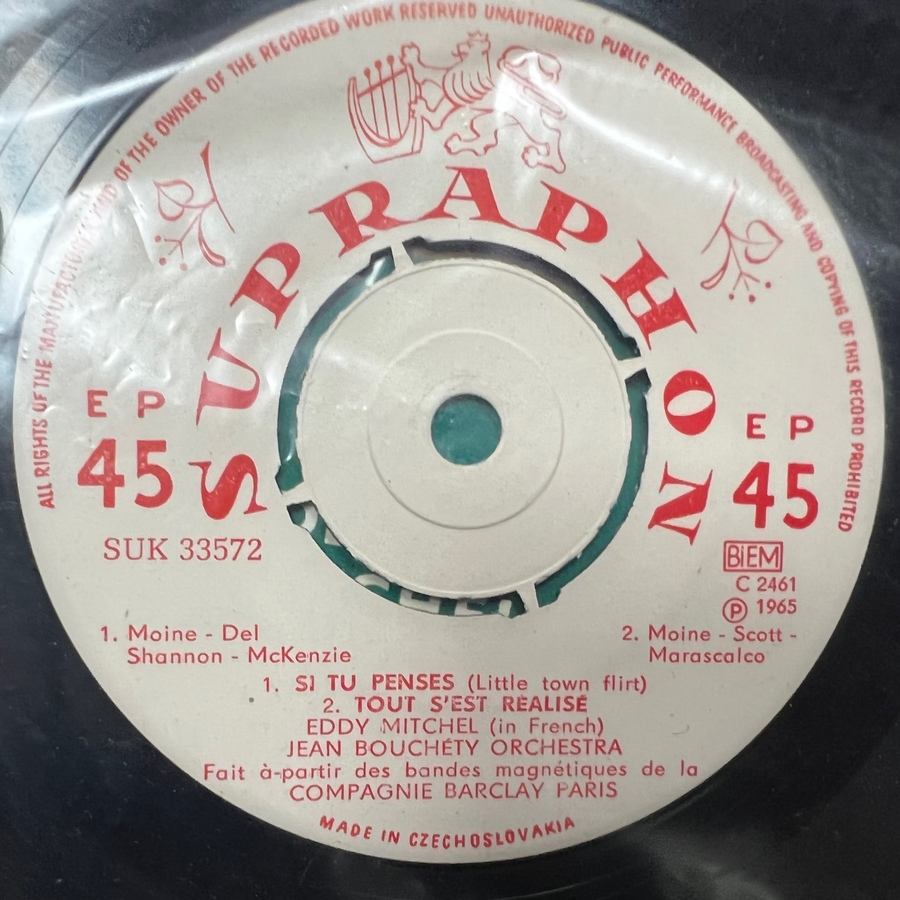 ALL RIGHTS OF THE MANUFACTURER AND OF THE OWNER OF THE RECORDED WORK RESERVED UNAUTHORIZED PUBLIC PERFORMANCE BROADCASTING AND COPYING OF THIS RECORD PROHIBITED
SUPRAPHON
EP
45
SUK 33572
EP
45
BIEM
C 2461
Ⓟ 1965
1. Moine - Del
Shannon - McKenzie
2. Moine - Scott -
Marascalco
1. SI TU PENSES (Little town flirt)
2. TOUT S'EST RÉALISÉ
EDDY MITCHEL (in French)
JEAN BOUCHÉTY ORCHESTRA
Fait à-partir des bandes magnétiques de la
COMPAGNIE BARCLAY PARIS
MADE IN CZECHOSLOVAKIA